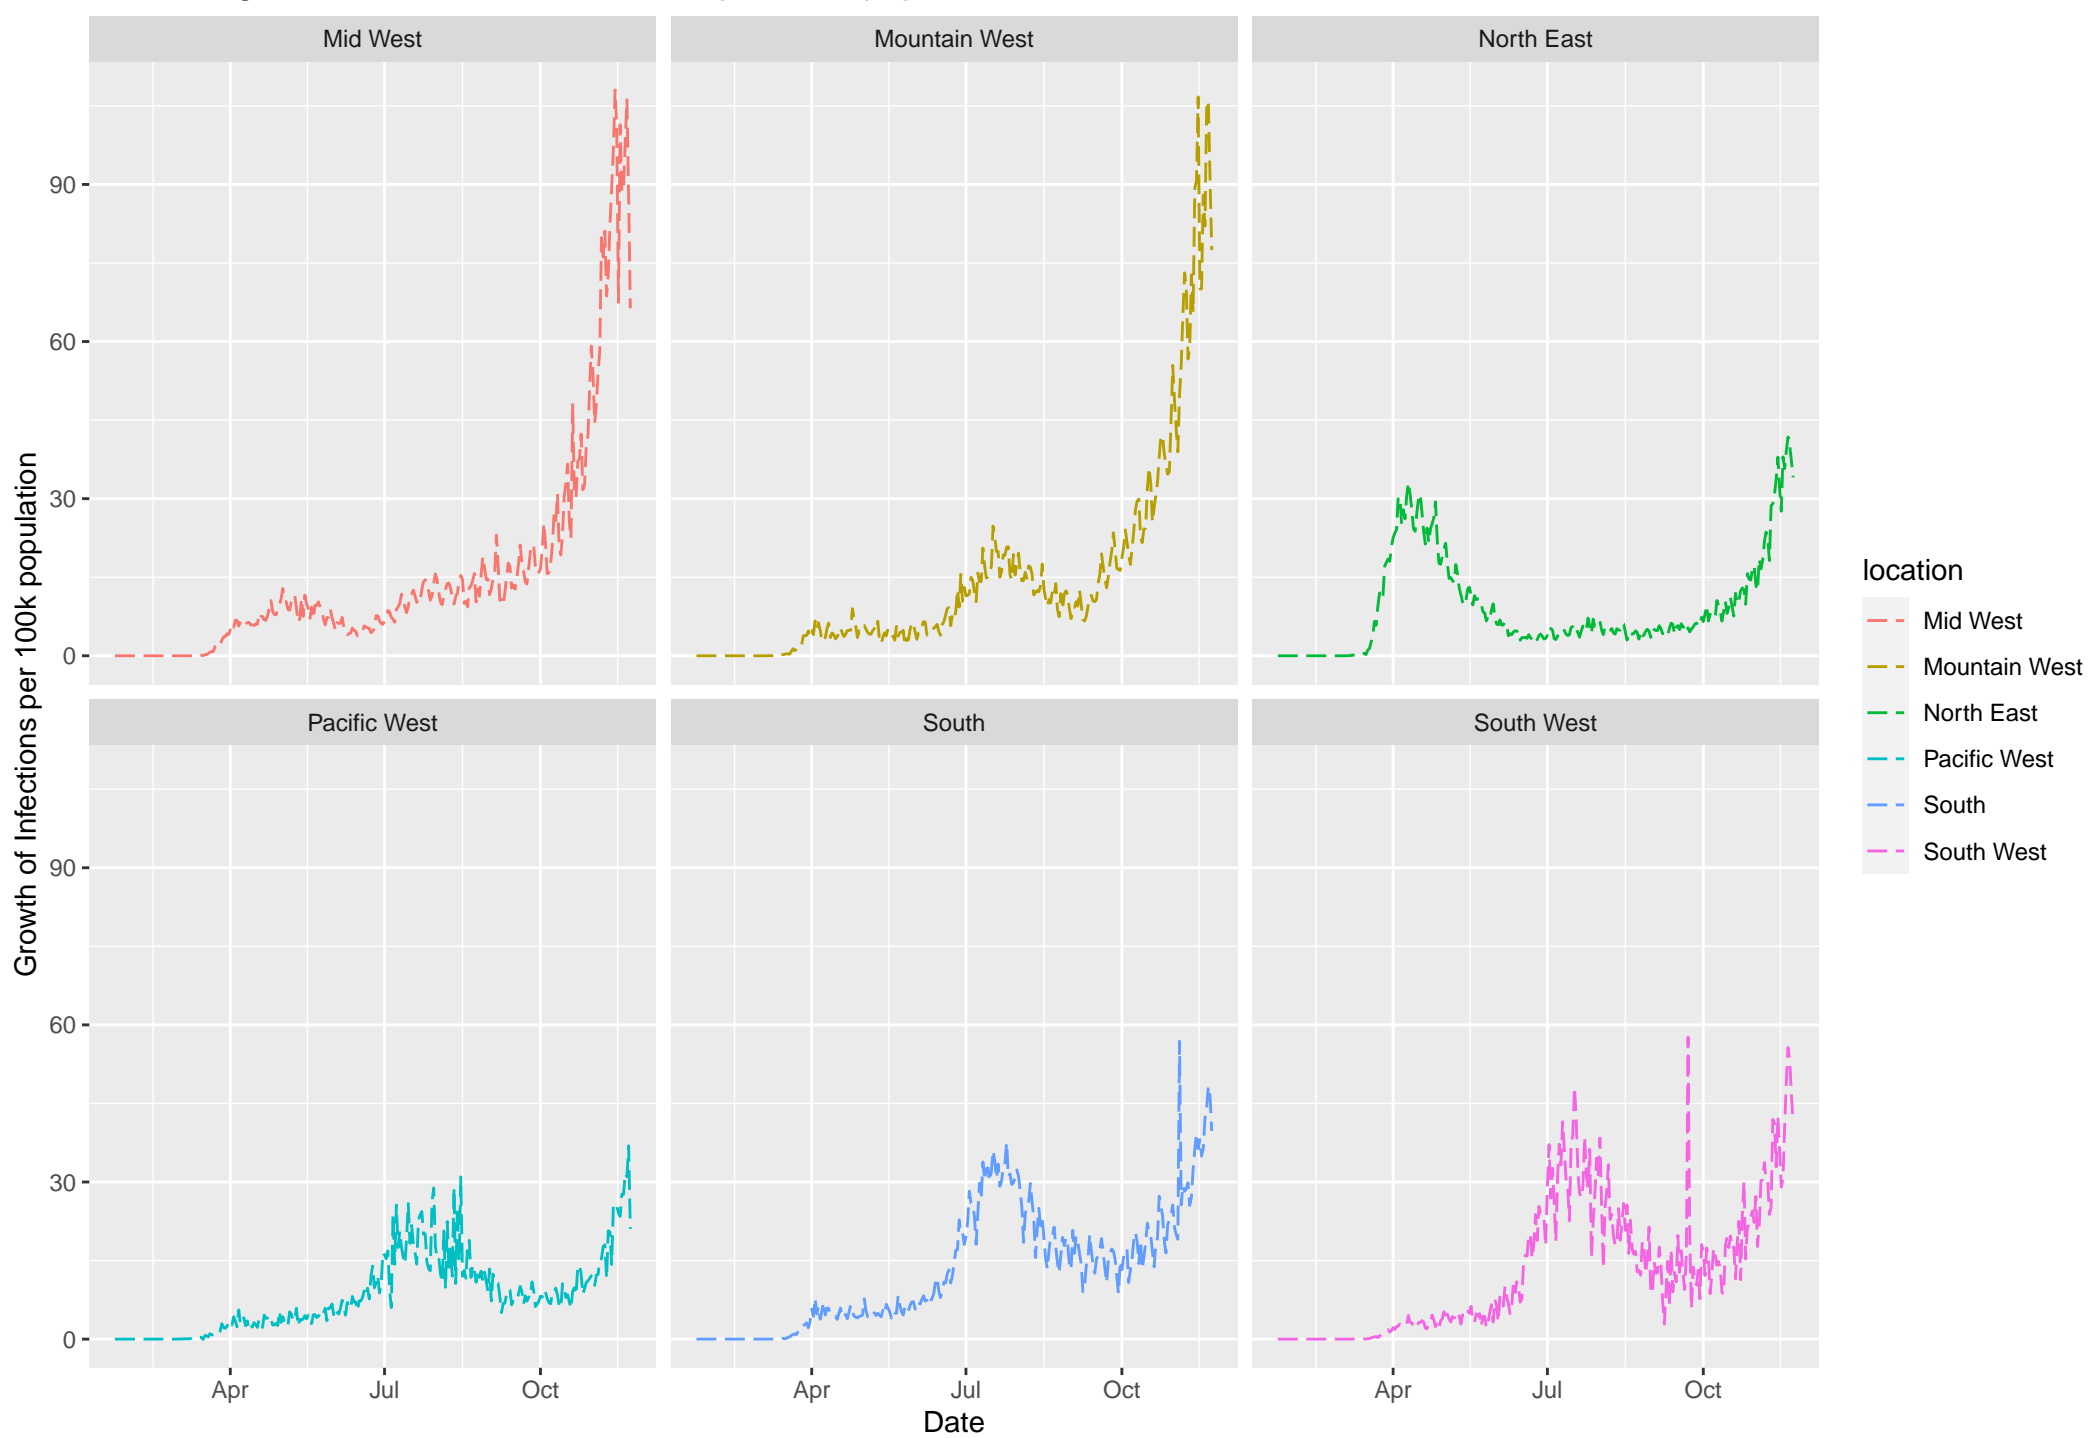 Mid West
Mountain West
North East
90
60
30
0
Pacific West
South
South West
90
60
30
0
Apr
Jul
Oct
Apr
Jul
Oct
Apr
Jul
Oct
Date
Growth of Infections per 100k population
location
Mid West
Mountain West
North East
Pacific West
South
South West